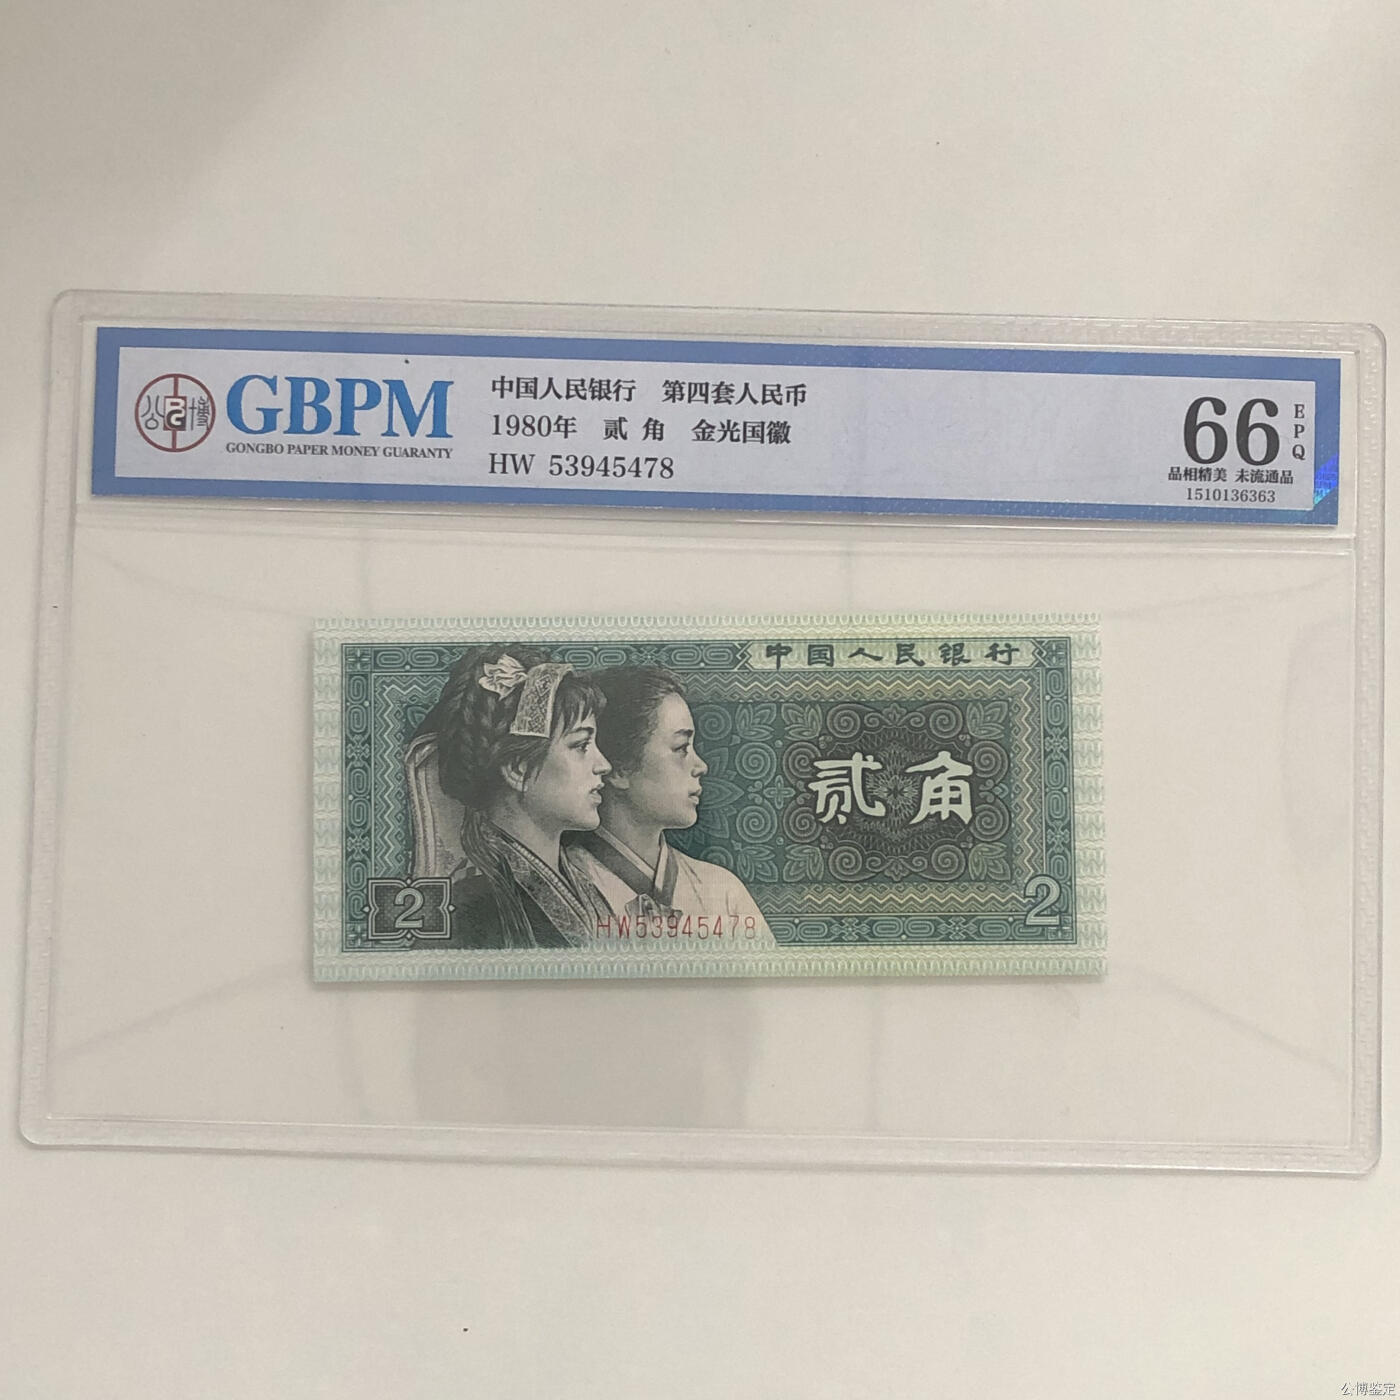 公博
GBPM
GONGBO PAPER MONEY GUARANTY
中国人民银行 第四套人民币
1980年 贰 角 金光国徽
HW 53945478
66
EPQ
品相精美 未流通品
1510136363
中国人民银行
贰角
2
HW53945478
2
公博鉴定